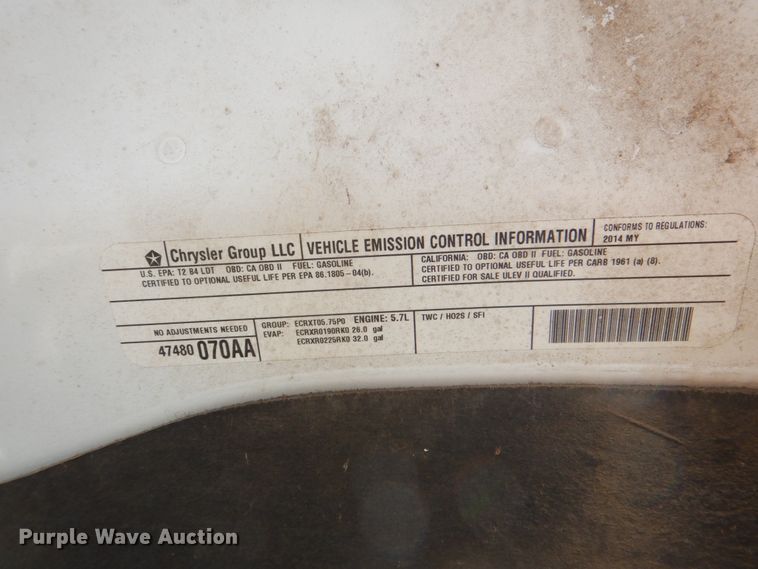 Chrysler Group LLC
VEHICLE EMISSION CONTROL INFORMATION
CONFORMS TO REGULATIONS:
2014 MY
U.S. EPA: T2 B4 LDT OBD: CA OBD II FUEL: GASOLINE
CERTIFIED TO OPTIONAL USEFUL LIFE PER EPA 86.1805-04(b).
CALIFORNIA: OBD: CA OBD II FUEL: GASOLINE
CERTIFIED TO OPTIONAL USEFUL LIFE PER CARB 1961 (a) (8).
CERTIFIED FOR SALE ULEV II QUALIFIED.
NO ADJUSTMENTS NEEDED
47480 070AA
GROUP: ECRXT05.75P0 ENGINE: 5.7L
EVAP: ECRXR0190RK0 26.0 gal
ECRXR0225RK0 32.0 gal
TWC / HO2S / SFI
Purple Wave Auction